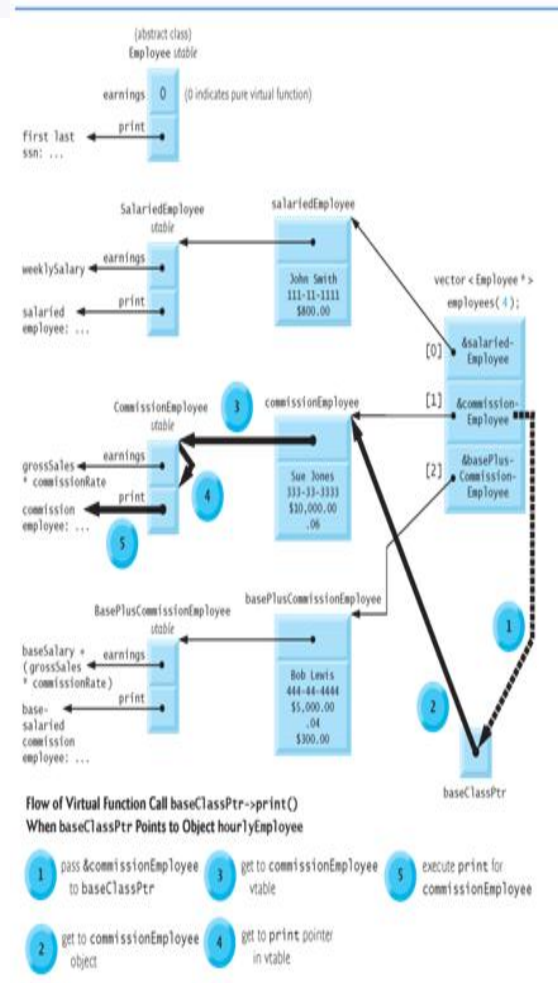 (abstract class)
Employee vtable
earnings 0 (0 indicates pure virtual function)
print
first last
ssn: ...
SalariedEmployee
vtable
salariedEmployee
earnings
weeklySalary
print
salaried
employee: ...
John Smith
111-11-1111
$800.00
vector < Employee * >
employees( 4 );
[0] &salaried-
Employee
[1] &commission-
Employee
[2] &basePlus-
Commission-
Employee
CommissionEmployee
vtable
3
commissionEmployee
earnings
grossSales
* commissionRate
print
commission
employee: ...
4
5
Sue Jones
333-33-3333
$10,000.00
.06
BasePlusCommissionEmployee
vtable
basePlusCommissionEmployee
earnings
baseSalary +
(grossSales
* commissionRate)
print
base-
salaried
commission
employee: ...
Bob Lewis
444-44-4444
$5,000.00
.04
$300.00
1
2
baseClassPtr
Flow of Virtual Function Call baseClassPtr->print()
When baseClassPtr Points to Object hourlyEmployee
1 pass &commissionEmployee
to baseClassPtr
3 get to commissionEmployee
vtable
5 execute print for
commissionEmployee
2 get to commissionEmployee
object
4 get to print pointer
in vtable